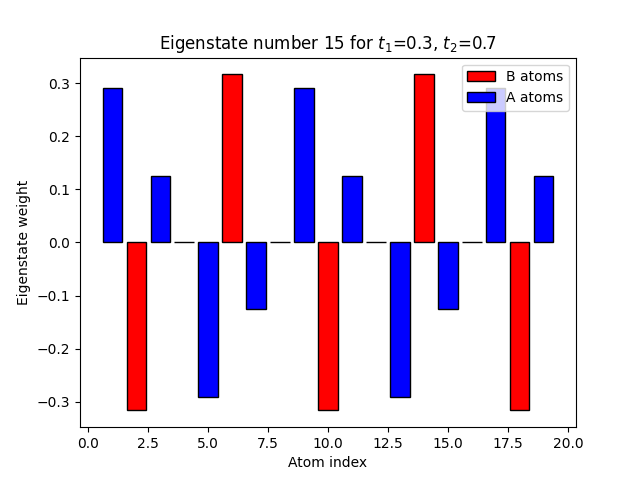 Eigenstate number 15 for t₁=0.3, t₂=0.7
B atoms
A atoms
Eigenstate weight
0.3
0.2
0.1
0.0
−0.1
−0.2
−0.3
0.0 2.5 5.0 7.5 10.0 12.5 15.0 17.5 20.0
Atom index